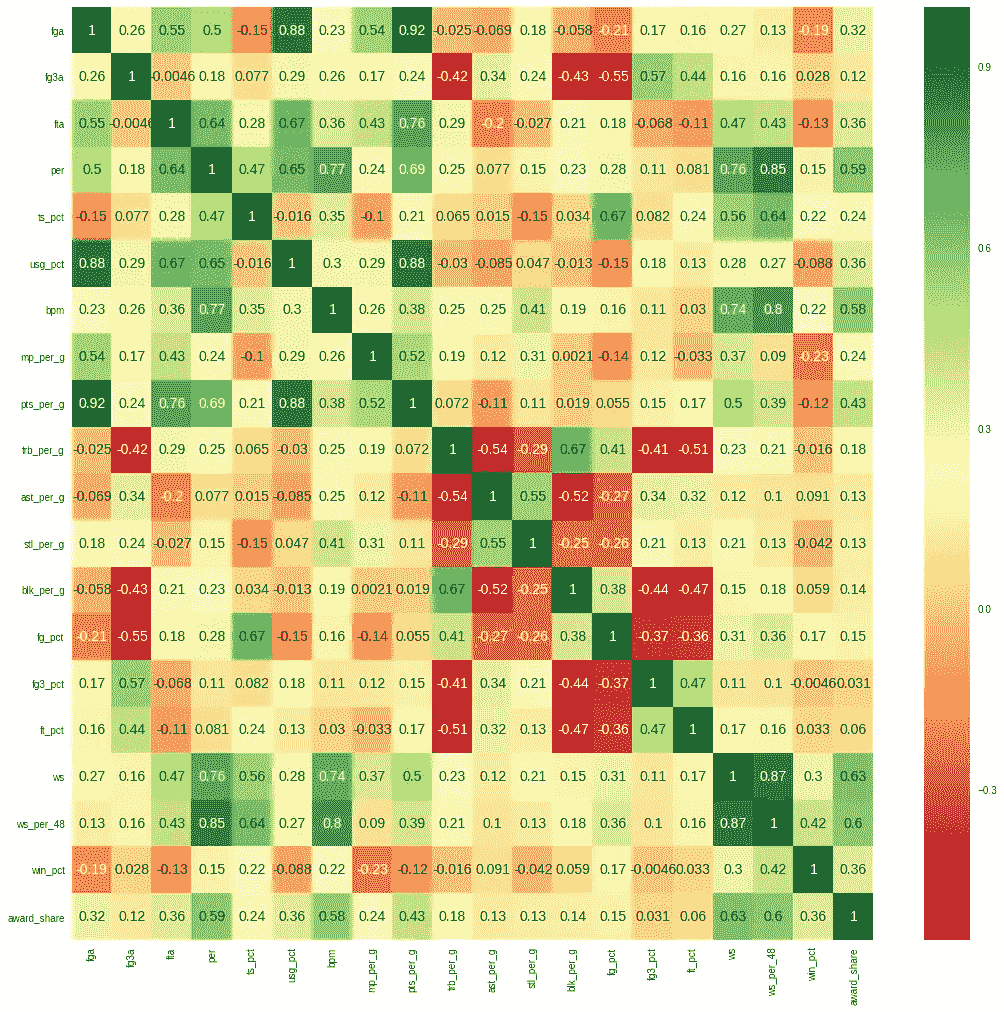 fga 1 0.26 0.55 0.5 -0.15 0.88 0.23 0.54 0.92 -0.025 -0.069 0.18 -0.058 -0.21 0.17 0.16 0.27 0.13 -0.19 0.32
0.9
fg3a 0.26 1 -0.0046 0.18 0.077 0.29 0.26 0.17 0.24 -0.42 0.34 0.24 -0.43 -0.55 0.57 0.44 0.16 0.16 0.028 0.12
fta 0.55 -0.0046 1 0.64 0.28 0.67 0.36 0.43 0.76 0.29 -0.2 -0.027 0.21 0.18 -0.068 -0.11 0.47 0.43 -0.13 0.36
per 0.5 0.18 0.64 1 0.47 0.65 0.77 0.24 0.69 0.25 0.077 0.15 0.23 0.28 0.11 0.081 0.76 0.85 0.15 0.59
ts_pct -0.15 0.077 0.28 0.47 1 -0.016 0.35 -0.1 0.21 0.065 0.015 -0.15 0.034 0.67 0.082 0.24 0.56 0.64 0.22 0.24
0.6
usg_pct 0.88 0.29 0.67 0.65 -0.016 1 0.3 0.29 0.88 -0.03 -0.085 0.047 -0.013 -0.15 0.18 0.13 0.28 0.27 -0.088 0.36
bpm 0.23 0.26 0.36 0.77 0.35 0.3 1 0.26 0.38 0.25 0.25 0.41 0.19 0.16 0.11 0.03 0.74 0.8 0.22 0.58
mp_per_g 0.54 0.17 0.43 0.24 -0.1 0.29 0.26 1 0.52 0.19 0.12 0.31 0.0021 -0.14 0.12 -0.033 0.37 0.09 -0.23 0.24
pts_per_g 0.92 0.24 0.76 0.69 0.21 0.88 0.38 0.52 1 0.072 -0.11 0.11 0.019 0.055 0.15 0.17 0.5 0.39 -0.12 0.43
0.3
trb_per_g -0.025 -0.42 0.29 0.25 0.065 -0.03 0.25 0.19 0.072 1 -0.54 -0.29 0.67 0.41 -0.41 -0.51 0.23 0.21 -0.016 0.18
ast_per_g -0.069 0.34 -0.2 0.077 0.015 -0.085 0.25 0.12 -0.11 -0.54 1 0.55 -0.52 -0.27 0.34 0.32 0.12 0.1 0.091 0.13
stl_per_g 0.18 0.24 -0.027 0.15 -0.15 0.047 0.41 0.31 0.11 -0.29 0.55 1 -0.25 -0.26 0.21 0.13 0.21 0.13 -0.042 0.13
blk_per_g -0.058 -0.43 0.21 0.23 0.034 -0.013 0.19 0.0021 0.019 0.67 -0.52 -0.25 1 0.38 -0.44 -0.47 0.15 0.18 0.059 0.14
0.0
fg_pct -0.21 -0.55 0.18 0.28 0.67 -0.15 0.16 -0.14 0.055 0.41 -0.27 -0.26 0.38 1 -0.37 -0.36 0.31 0.36 0.17 0.15
fg3_pct 0.17 0.57 -0.068 0.11 0.082 0.18 0.11 0.12 0.15 -0.41 0.34 0.21 -0.44 -0.37 1 0.47 0.11 0.1 -0.0046 0.031
ft_pct 0.16 0.44 -0.11 0.081 0.24 0.13 0.03 -0.033 0.17 -0.51 0.32 0.13 -0.47 -0.36 0.47 1 0.17 0.16 0.033 0.06
ws 0.27 0.16 0.47 0.76 0.56 0.28 0.74 0.37 0.5 0.23 0.12 0.21 0.15 0.31 0.11 0.17 1 0.87 0.3 0.63
-0.3
ws_per_48 0.13 0.16 0.43 0.85 0.64 0.27 0.8 0.09 0.39 0.21 0.1 0.13 0.18 0.36 0.1 0.16 0.87 1 0.42 0.6
win_pct -0.19 0.028 -0.13 0.15 0.22 -0.088 0.22 -0.23 -0.12 -0.016 0.091 -0.042 0.059 0.17 -0.0046 0.033 0.3 0.42 1 0.36
award_share 0.32 0.12 0.36 0.59 0.24 0.36 0.58 0.24 0.43 0.18 0.13 0.13 0.14 0.15 0.031 0.06 0.63 0.6 0.36 1
fga fg3a fta per ts_pct usg_pct bpm mp_per_g pts_per_g trb_per_g ast_per_g stl_per_g blk_per_g fg_pct fg3_pct ft_pct ws ws_per_48 win_pct award_share